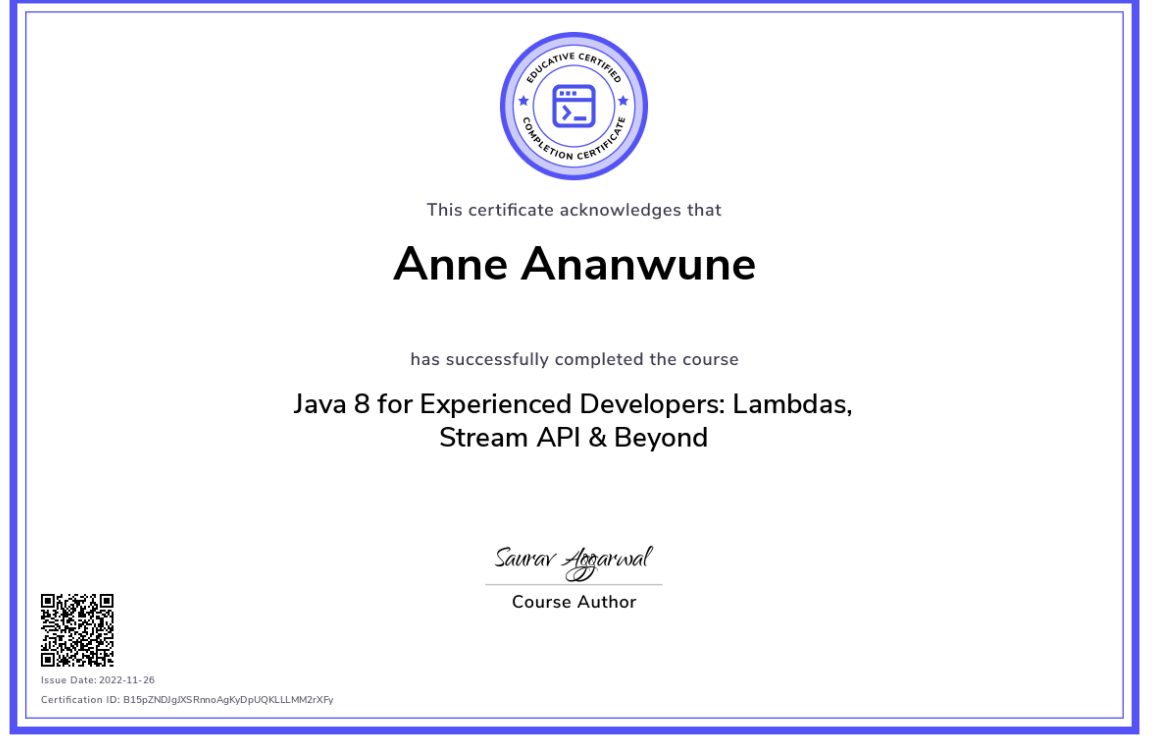 EDUCATIVE CERTIFIED
COMPLETION CERTIFICATE
This certificate acknowledges that
Anne Ananwune
has successfully completed the course
Java 8 for Experienced Developers: Lambdas,
Stream API & Beyond
Saurav Aggarwal
Course Author
Issue Date: 2022-11-26
Certification ID: B15pZNDJgJXSRnnoAgKyDpUQKLLLMM2rXFy